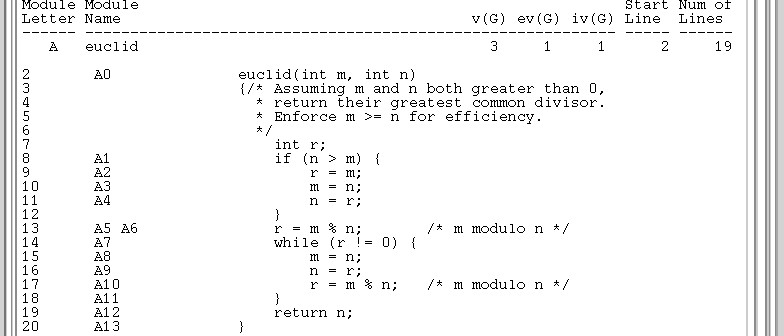 Module Module Start Num of
Letter Name v(G) ev(G) iv(G) Line Lines
------ ----------------------------------------------------- ----- ----- ----- ------
A euclid 3 1 1 2 19
2 A0 euclid(int m, int n)
3 {/* Assuming m and n both greater than 0,
4 * return their greatest common divisor.
5 * Enforce m >= n for efficiency.
6 */
7 int r;
8 A1 if (n > m) {
9 A2 r = m;
10 A3 m = n;
11 A4 n = r;
12 }
13 A5 A6 r = m % n; /* m modulo n */
14 A7 while (r != 0) {
15 A8 m = n;
16 A9 n = r;
17 A10 r = m % n; /* m modulo n */
18 A11 }
19 A12 return n;
20 A13 }